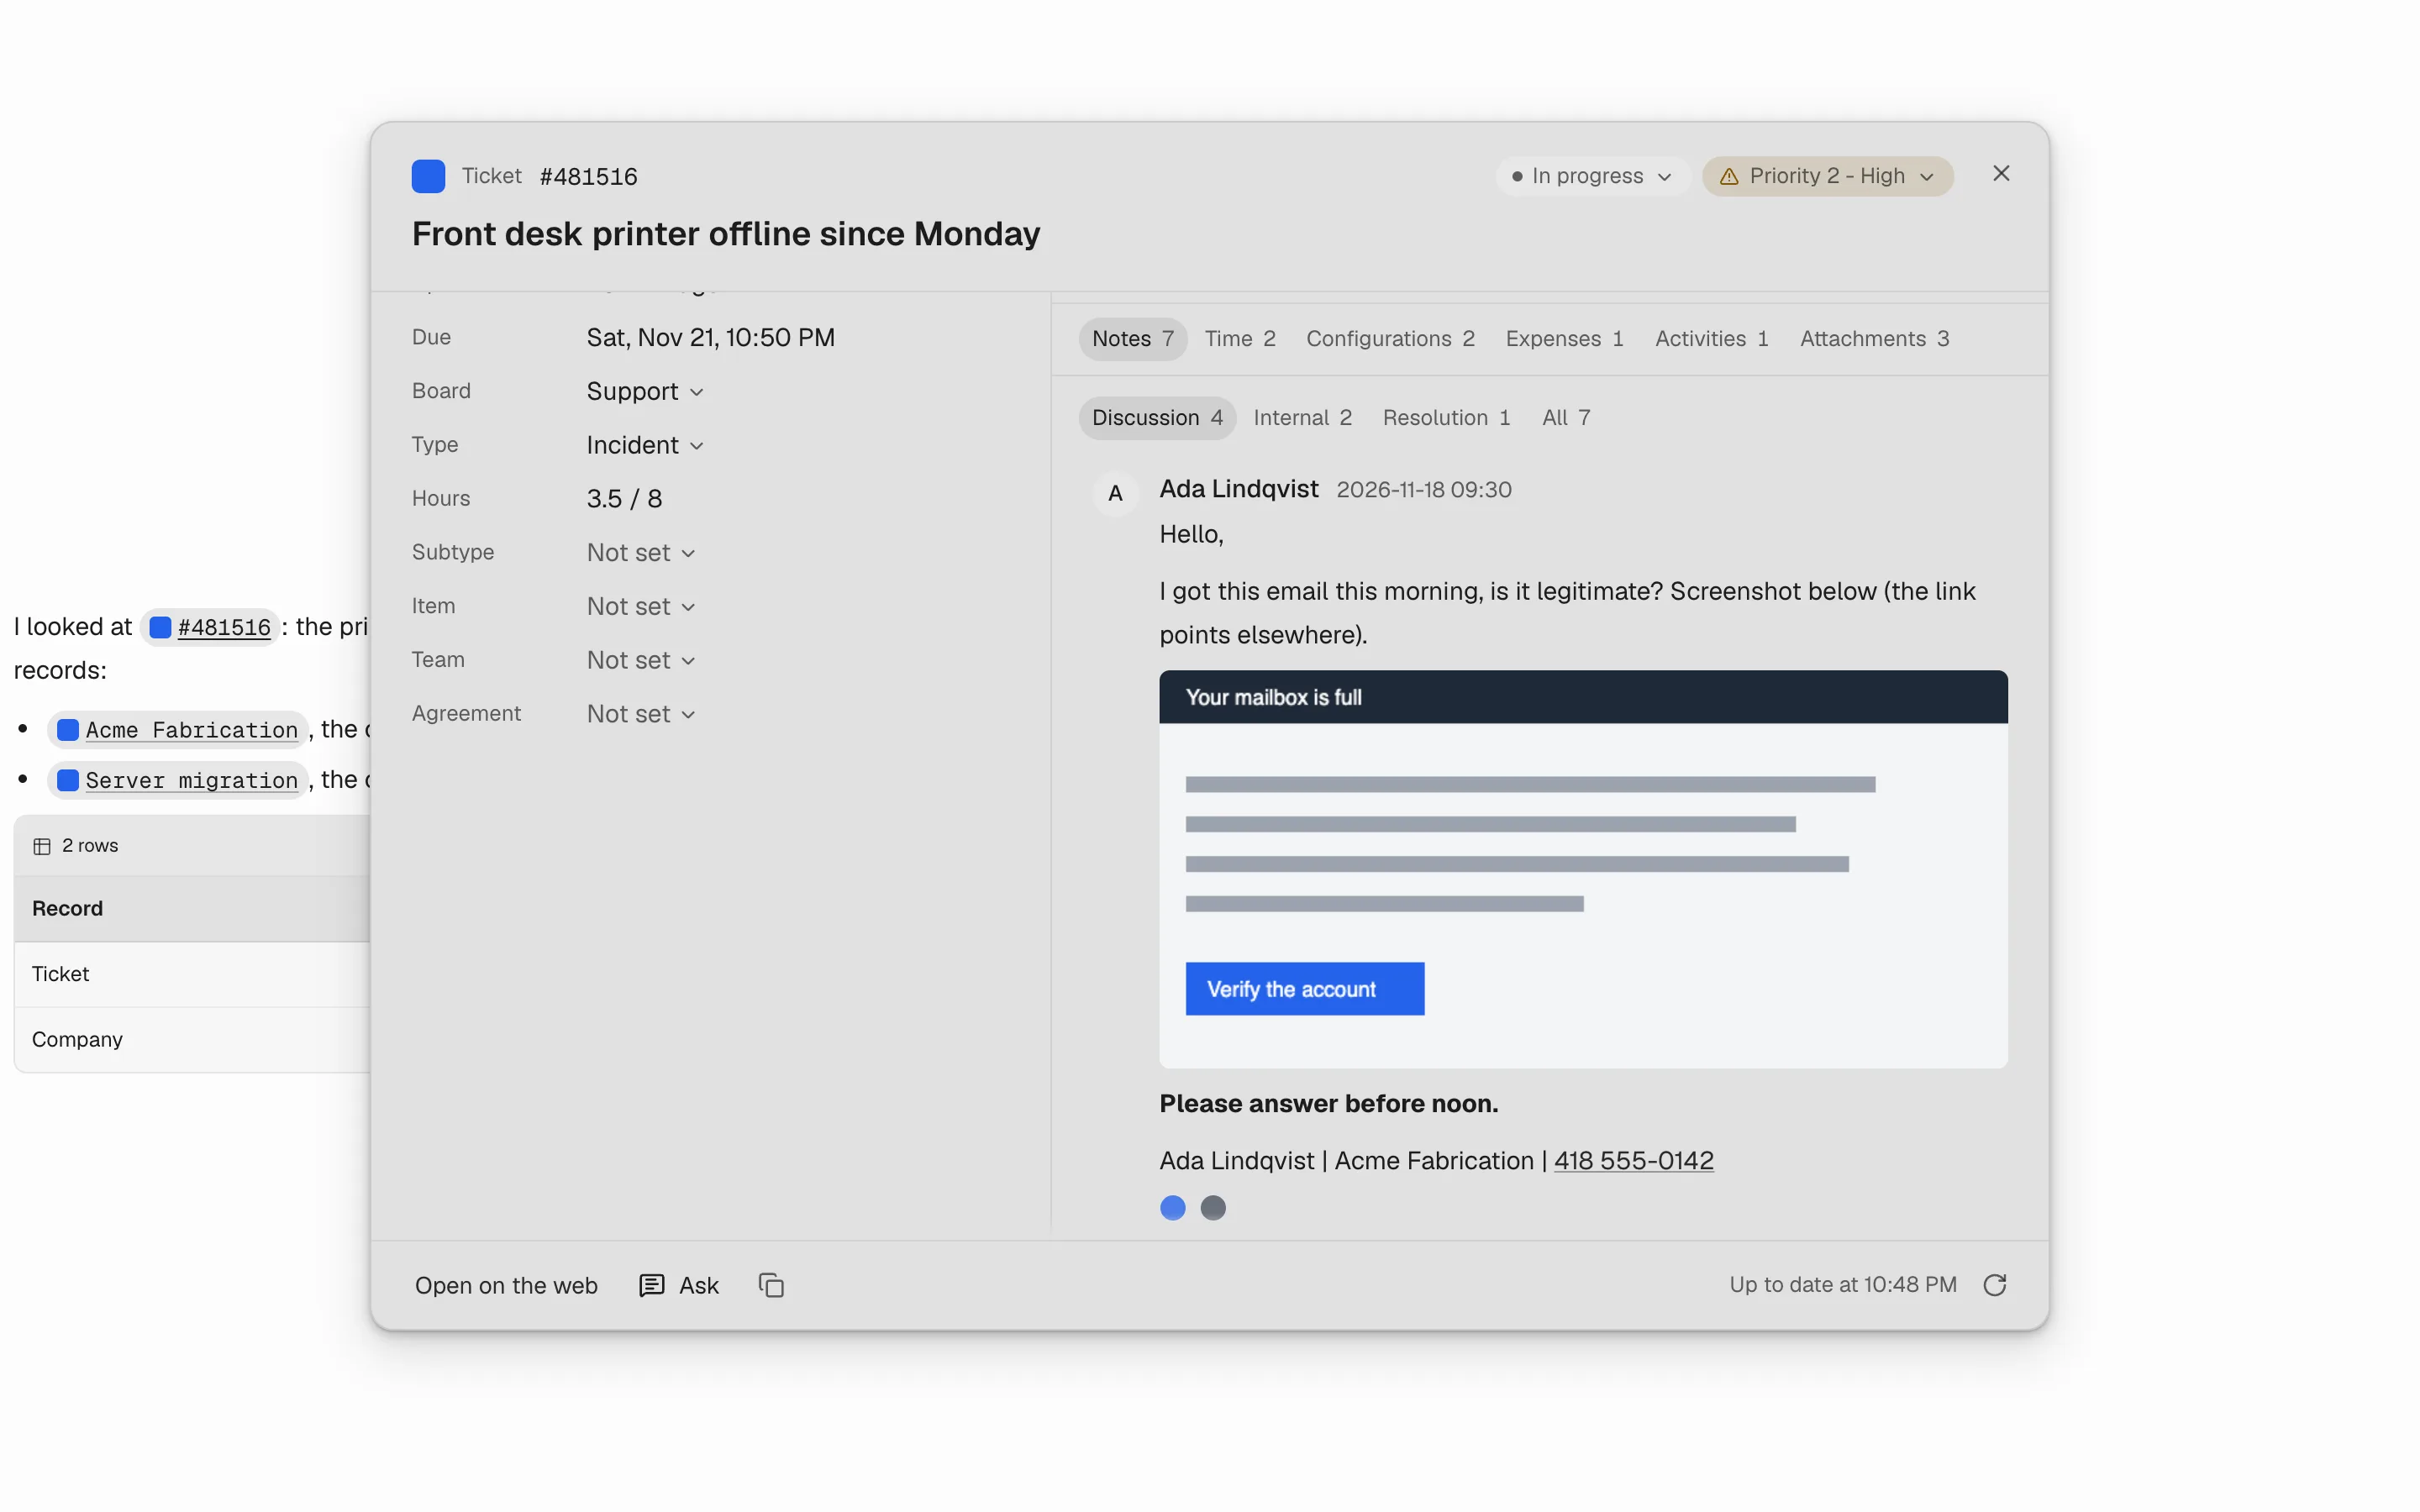 Ticket #481516
In progress
Priority 2 - High
Front desk printer offline since Monday
Due Sat, Nov 21, 10:50 PM
Board Support
Type Incident
Hours 3.5 / 8
Subtype Not set
Item Not set
Team Not set
Agreement Not set
Notes 7 Time 2 Configurations 2 Expenses 1 Activities 1 Attachments 3
Discussion 4 Internal 2 Resolution 1 All 7
A
Ada Lindqvist 2026-11-18 09:30
Hello,
I got this email this morning, is it legitimate? Screenshot below (the link
points elsewhere).
Your mailbox is full
Verify the account
Please answer before noon.
Ada Lindqvist | Acme Fabrication | 418 555-0142
Open on the web Ask
Up to date at 10:48 PM
I looked at #481516 : the pri
records:
• Acme Fabrication , the
• Server migration , the
2 rows
Record
Ticket
Company